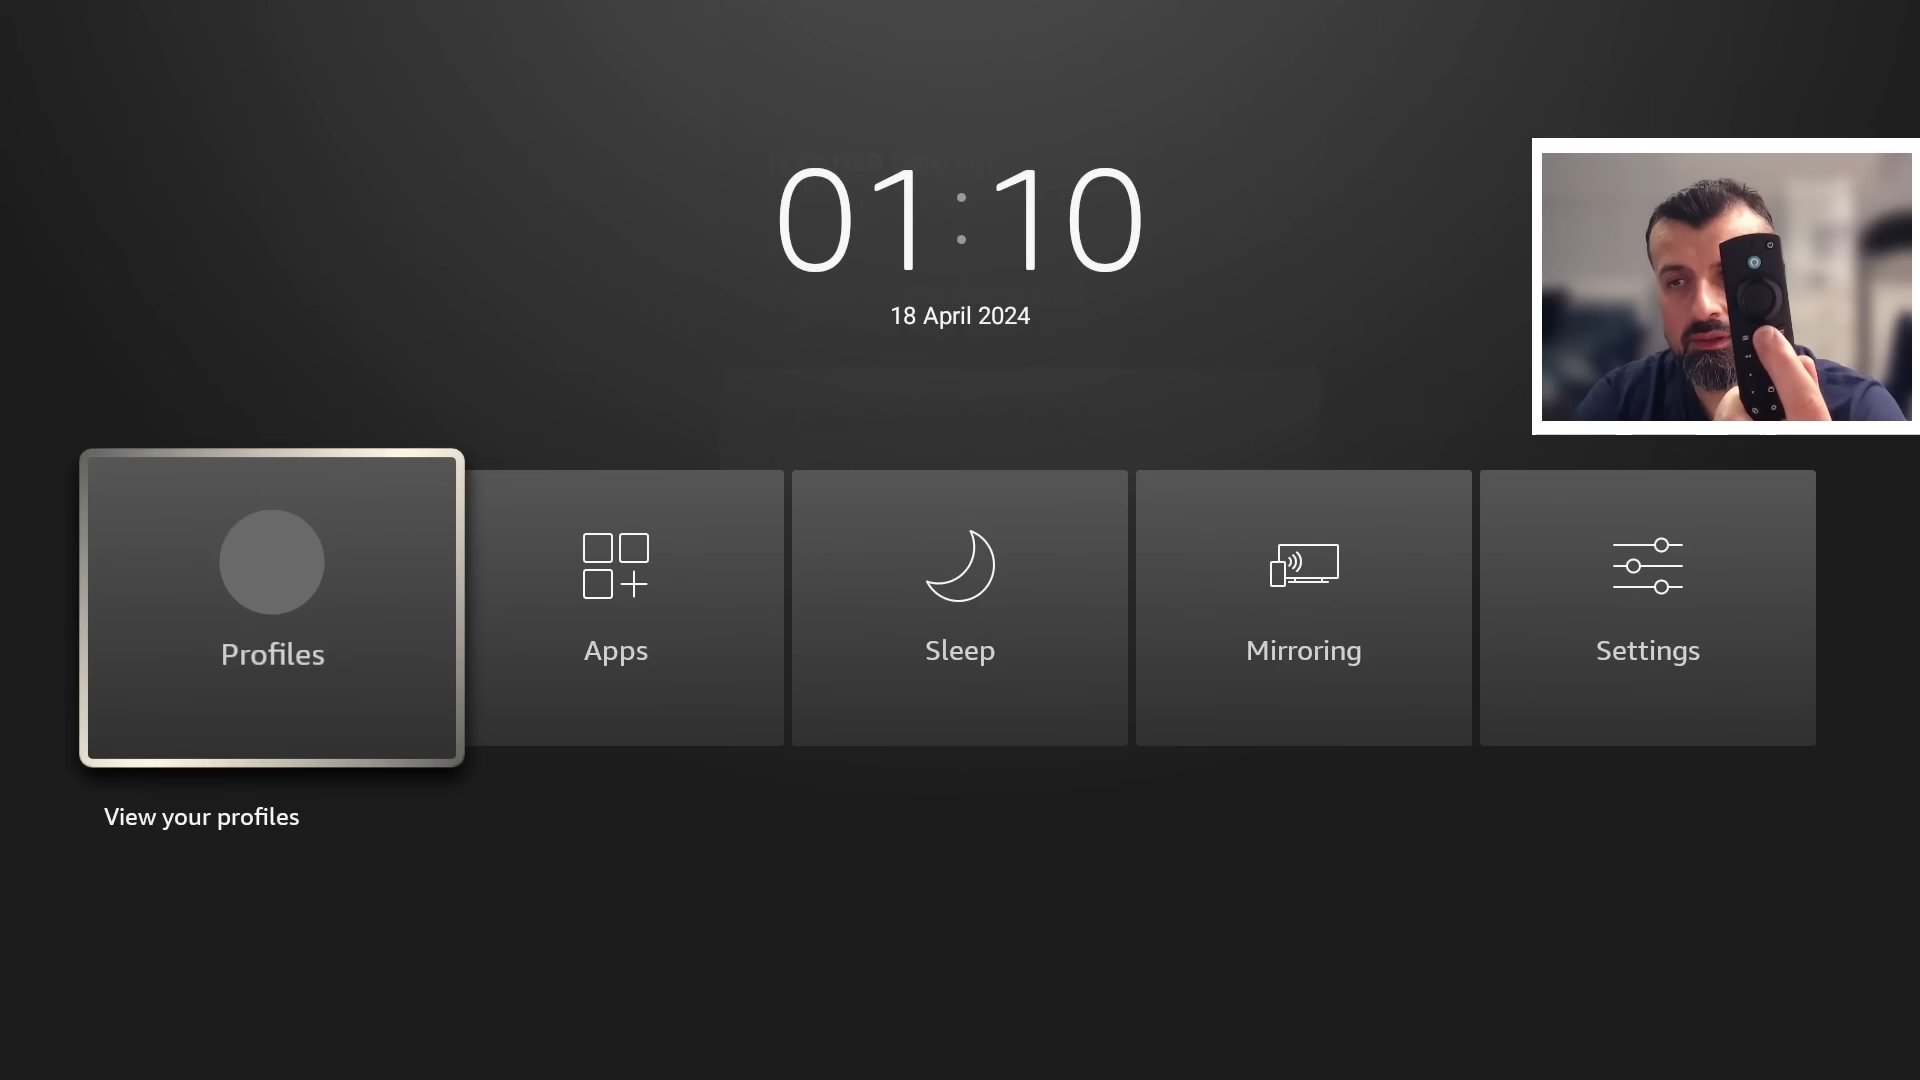 01:10
18 April 2024
Profiles
Apps
Sleep
Mirroring
Settings
View your profiles